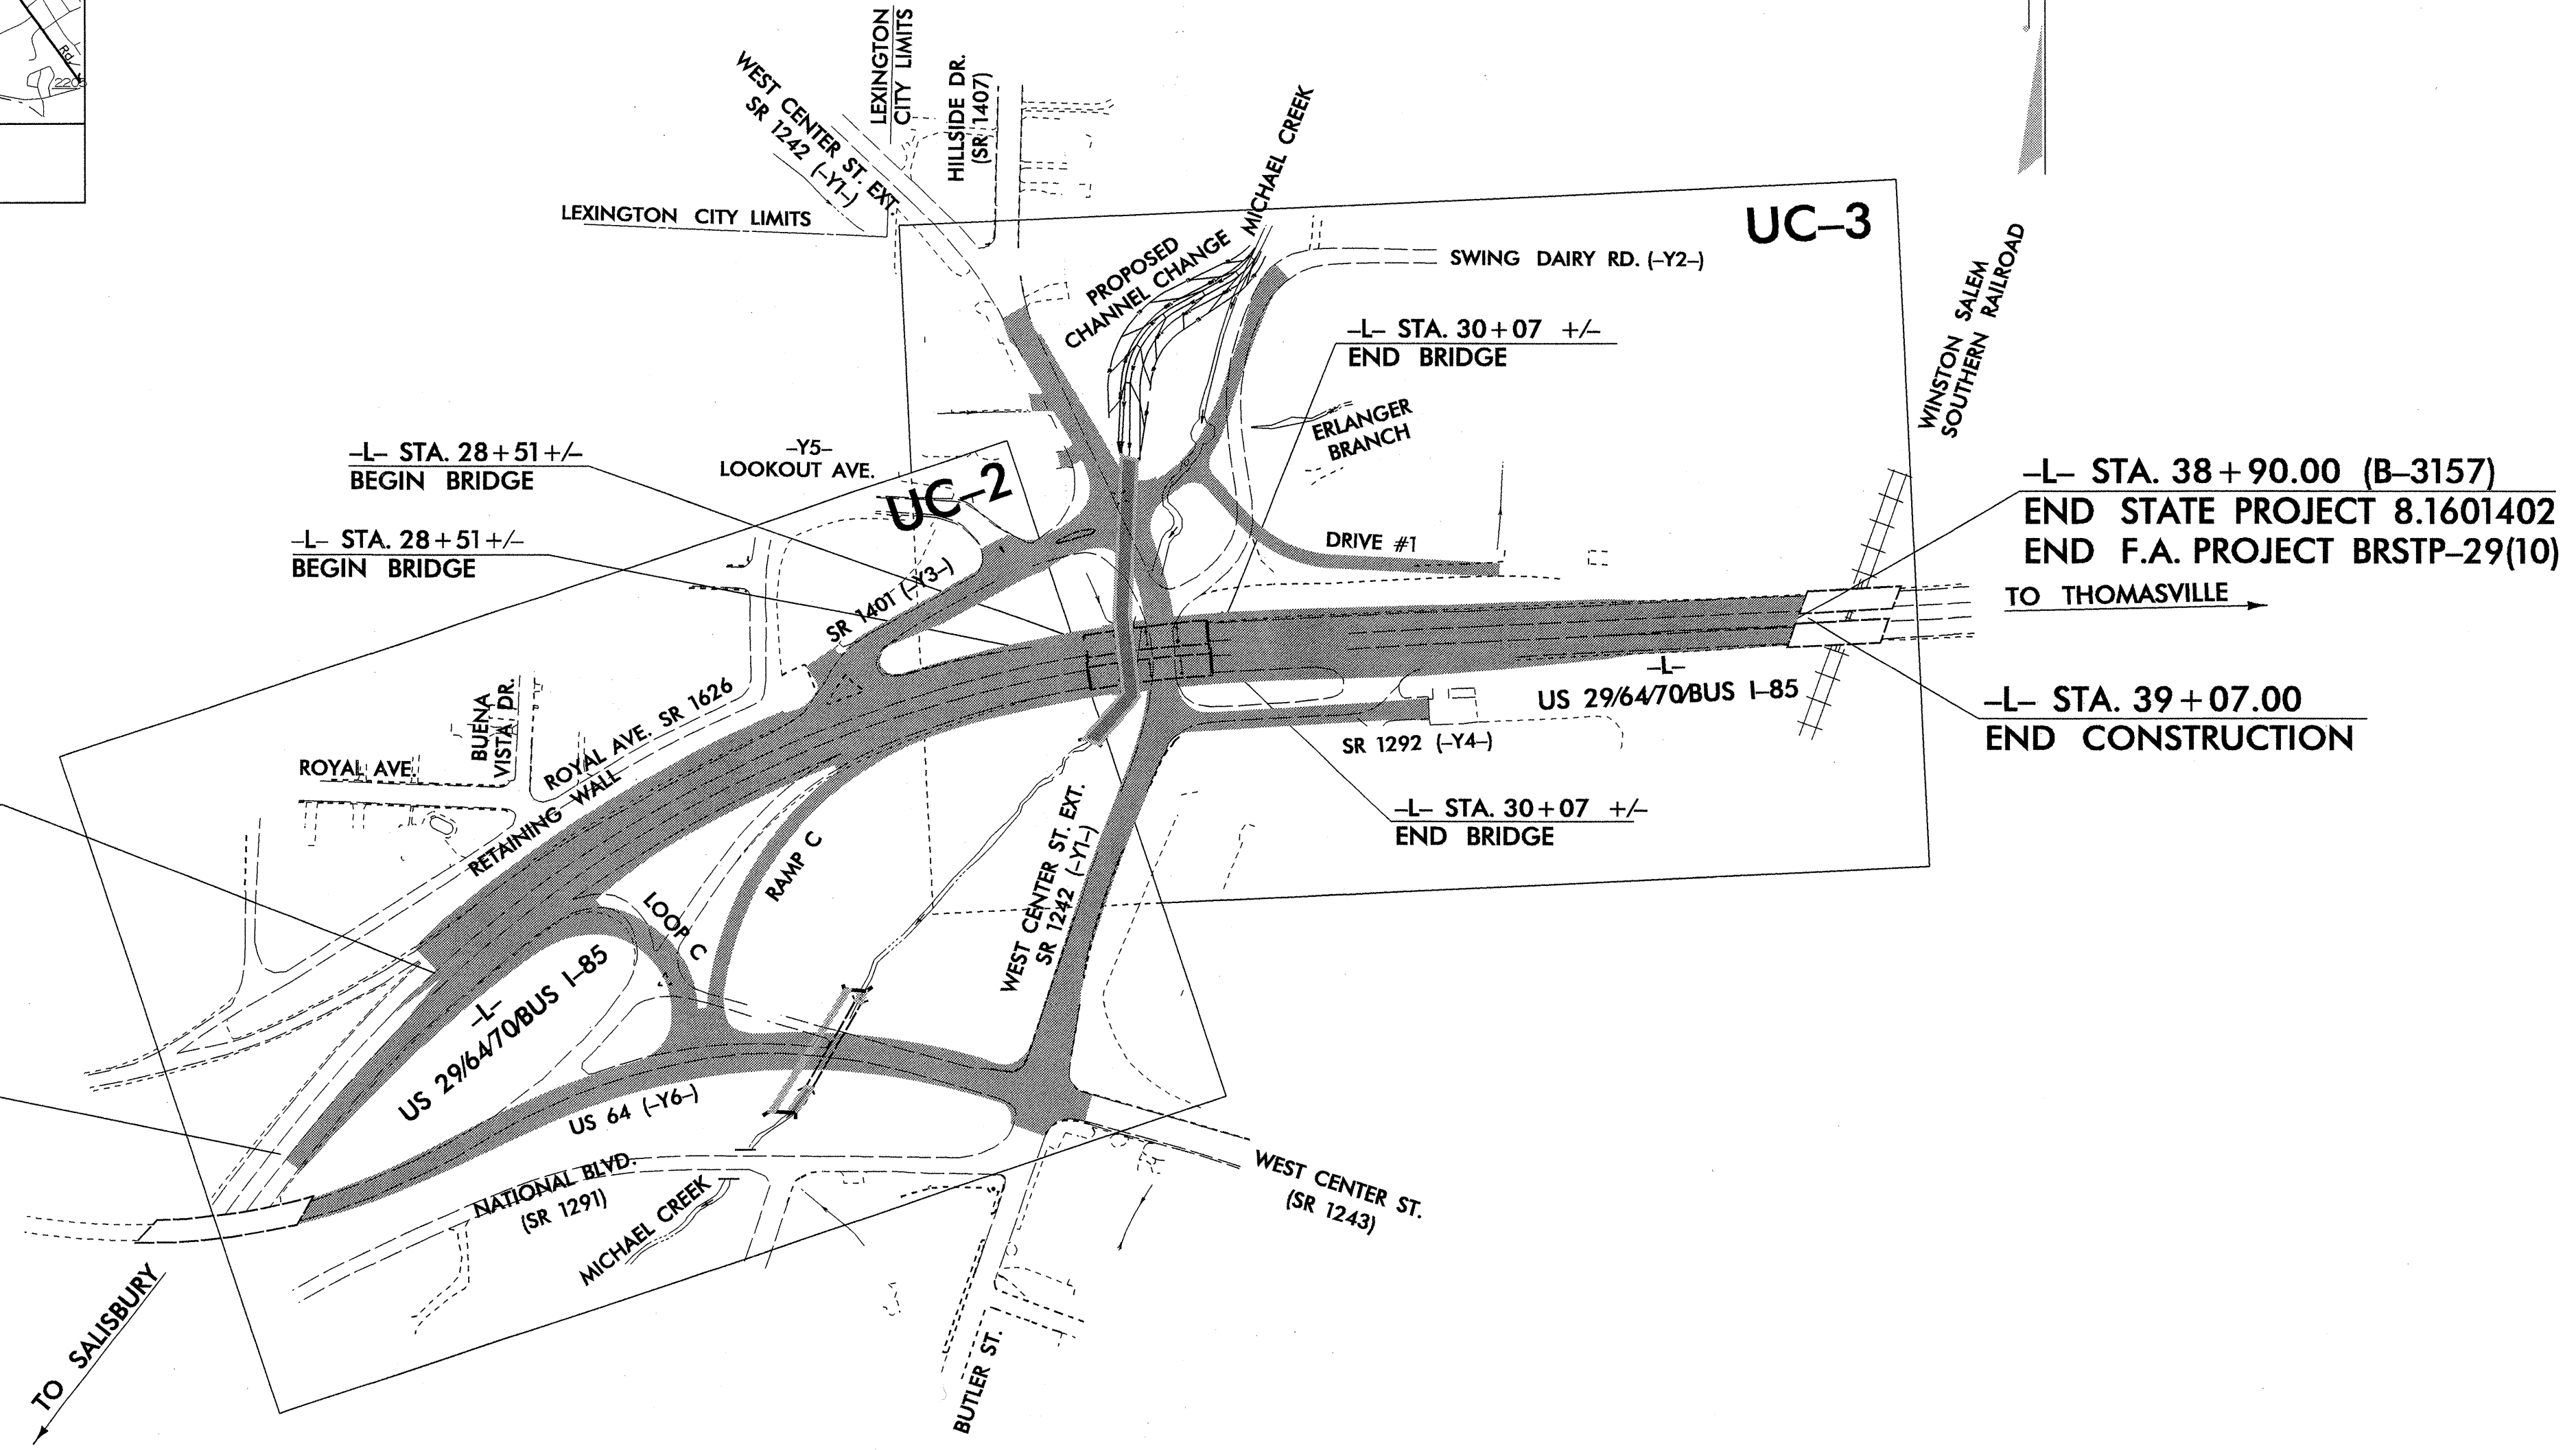 Rd.
220
LEXINGTON
CITY LIMITS
HILLSIDE DR.
(SR 1407)
WEST CENTER ST. EXT.
SR 1242 (-Y1-)
LEXINGTON CITY LIMITS
MICHAEL CREEK
PROPOSED
CHANNEL CHANGE
UC-3
SWING DAIRY RD. (-Y2-)
WINSTON SALEM
SOUTHERN RAILROAD
-L- STA. 30+07 +/-
END BRIDGE
ERLANGER
BRANCH
-L- STA. 28+51+/-
BEGIN BRIDGE
-Y5-
LOOKOUT AVE.
UC-2
-L- STA. 28+51+/-
BEGIN BRIDGE
SR 1401 (-Y3-)
DRIVE #1
-L- STA. 38+90.00 (B-3157)
END STATE PROJECT 8.1601402
END F.A. PROJECT BRSTP-29(10)
TO THOMASVILLE
-L-
US 29/64/70/BUS I-85
-L- STA. 39+07.00
END CONSTRUCTION
SR 1292 (-Y4-)
-L- STA. 30+07 +/-
END BRIDGE
BUENA
VISTA DR.
ROYAL AVE. SR 1626
ROYAL AVE.
RETAINING WALL
RAMP C
LOOP C
WEST CENTER ST. EXT.
SR 1242 (-Y1-)
-L-
US 29/64/70/BUS I-85
US 64 (-Y6-)
NATIONAL BLVD.
(SR 1291)
MICHAEL CREEK
WEST CENTER ST.
(SR 1243)
TO SALISBURY
BUTLER ST.